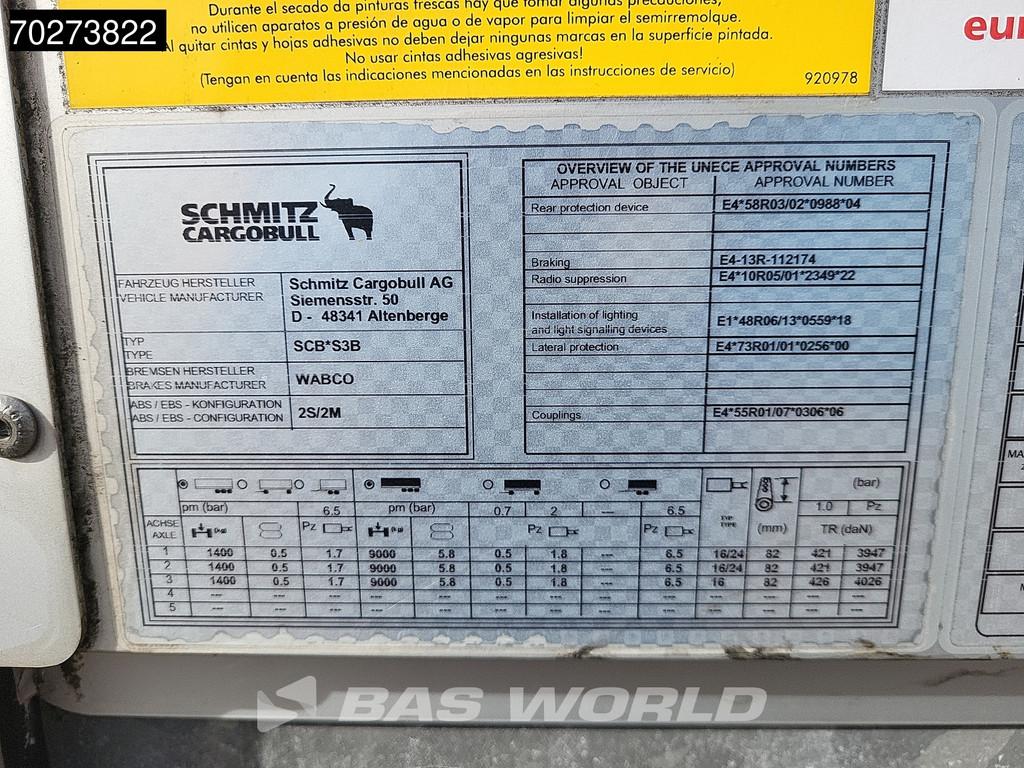 70273822
Durante el secado da pinturas frescas hay que tomar algunas precauciones,
no utilicen aparatos a presión de agua o de vapor para limpiar el semirremolque.
Al quitar cintas y hojas adhesivas no deben dejar ningunas marcas en la superficie pintada.
No usar cintas adhesivas agresivas!
(Tengan en cuenta las indicaciones mencionadas en las instrucciones de servicio)
920978
eur
SCHMITZ
CARGOBULL
FAHRZEUG HERSTELLER
VEHICLE MANUFACTURER
Schmitz Cargobull AG
Siemensstr. 50
D - 48341 Altenberge
TYP
TYPE
SCB*S3B
BREMSEN HERSTELLER
BRAKES MANUFACTURER
WABCO
ABS / EBS - KONFIGURATION
ABS / EBS - CONFIGURATION
2S/2M
OVERVIEW OF THE UNECE APPROVAL NUMBERS
APPROVAL OBJECT APPROVAL NUMBER
Rear protection device E4*58R03/02*0988*04
Braking E4-13R-112174
Radio suppression E4*10R05/01*2349*22
Installation of lighting
and light signalling devices E1*48R06/13*0559*18
Lateral protection E4*73R01/01*0256*00
Couplings E4*55R01/07*0306*06
(bar)
pm (bar) 6.5 pm (bar) 0.7 2 --- 6.5 1.0 Pz
ACHSE
AXLE
(kg) Pz (kg) Pz Pz TYP
TYPE (mm) TR (daN)
1 1400 0.5 1.7 9000 5.8 0.5 1.8 --- 6.5 16/24 82 421 3947
2 1400 0.5 1.7 9000 5.8 0.5 1.8 --- 6.5 16/24 82 421 3947
3 1400 0.5 1.7 9000 5.8 0.5 1.8 --- 6.5 16 82 426 4026
4 --- --- --- --- --- --- --- --- --- --- --- --- ---
5 --- --- --- --- --- --- --- --- --- --- --- --- ---
MA
BAS WORLD